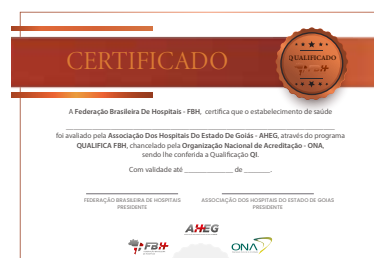 CERTIFICADO
QUALIFICADO
A Federação Brasileira De Hospitais - FBH, certifica que o estabelecimento de saúde
foi avaliado pela Associação Dos Hospitais Do Estado De Goiás - AHEG, através do programa
QUALIFICA FBH, chancelado pela Organização Nacional de Acreditação - ONA,
sendo lhe conferida a Qualificação QI.
Com validade até _______________ de ________.
FEDERAÇÃO BRASILEIRA DE HOSPITAIS
PRESIDENTE
ASSOCIAÇÃO DOS HOSPITAIS DO ESTADO DE GOIAS
PRESIDENTE
AHEG
FBH
ONA